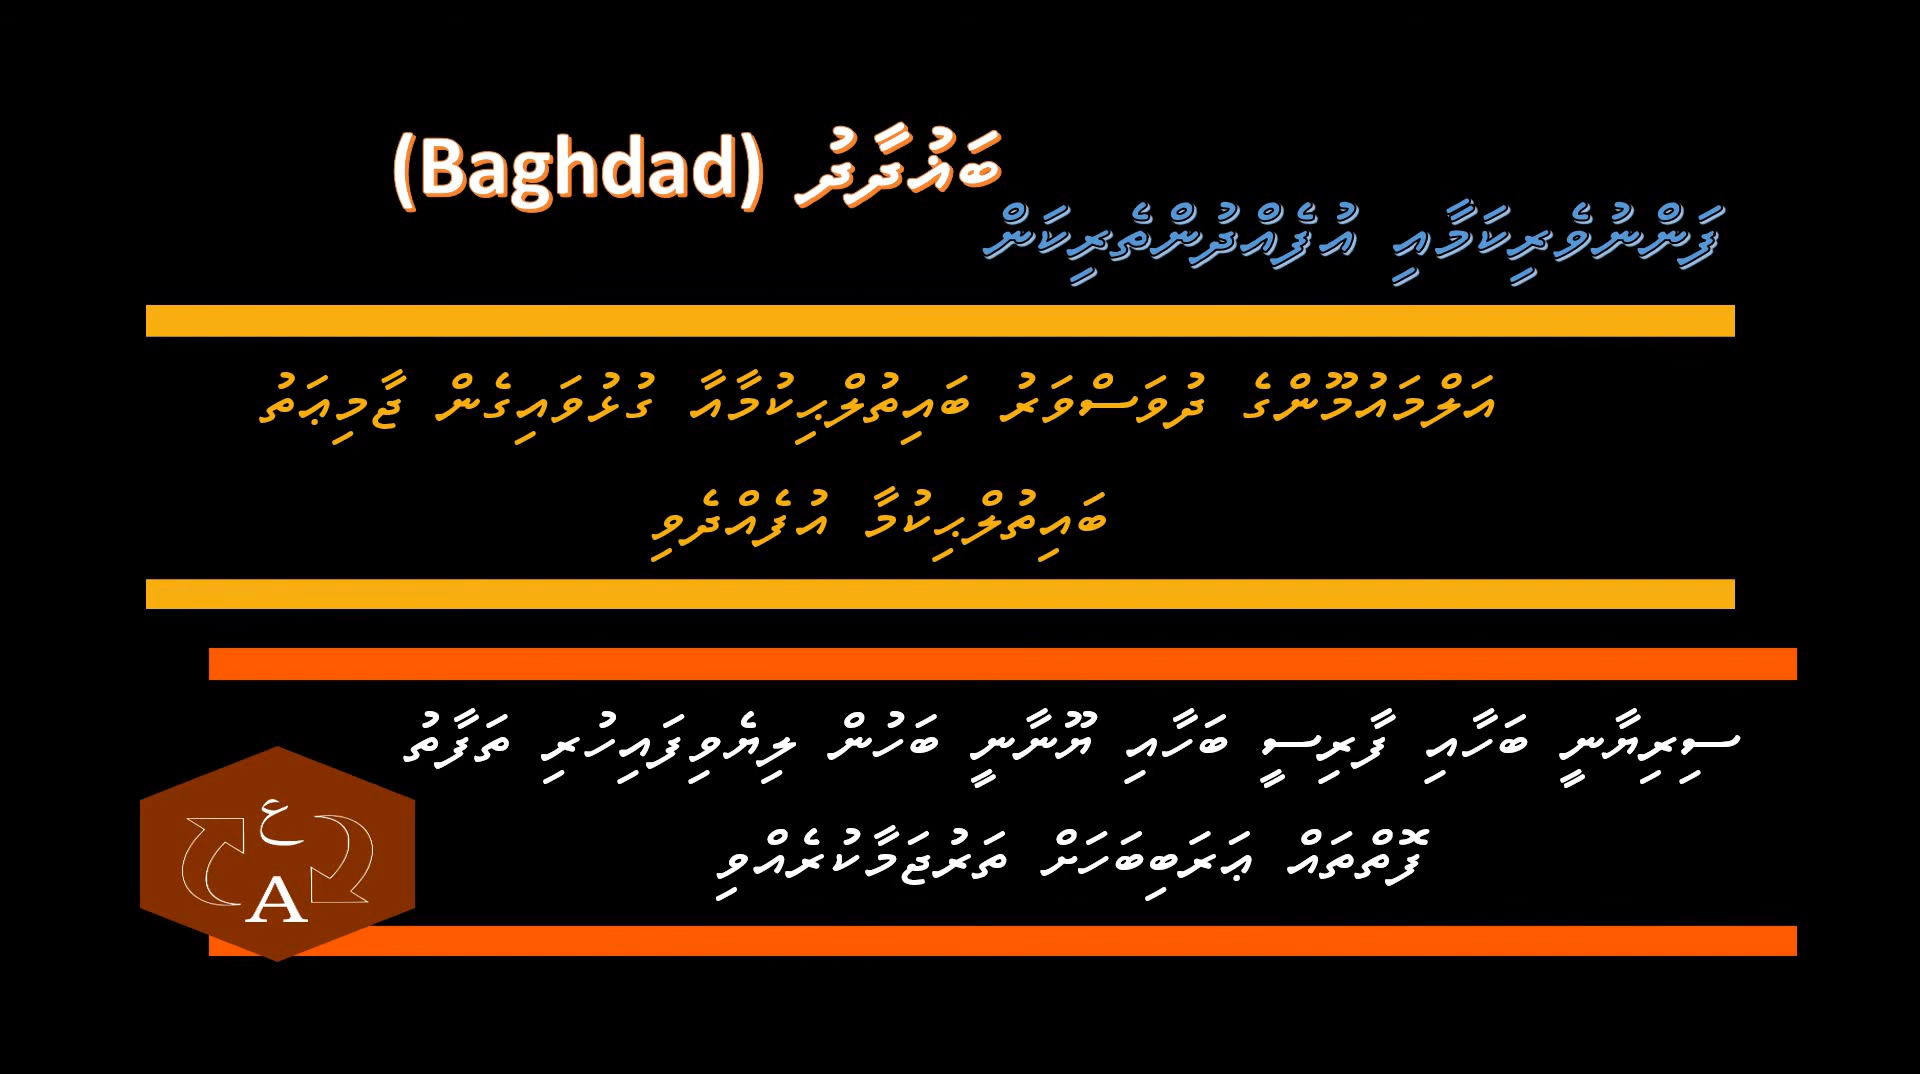 ބަޣުދާދު (Baghdad)
ފަންނުވެރިކަމާއީ އުފެއްދުންތެރިކަން
އަލްމައުމޫންގެ ދުވަސްވަރު ބައިތުލްޙިކުމާއާ ގުޅުވައިގެން ޖާމިޢަތު
ބައިތުލްޙިކުމާ އުފެއްދެވި
ސިރިޔާނީ ބަހާއި ފާރިސީ ބަހާއި ޔޫނާނީ ބަހުން ލިޔެވިފައިހުރި ތަފާތު
ފޮތްތައް ޢަރަބިބަހަށް ތަރުޖަމާކުރެއްވި
ع
A